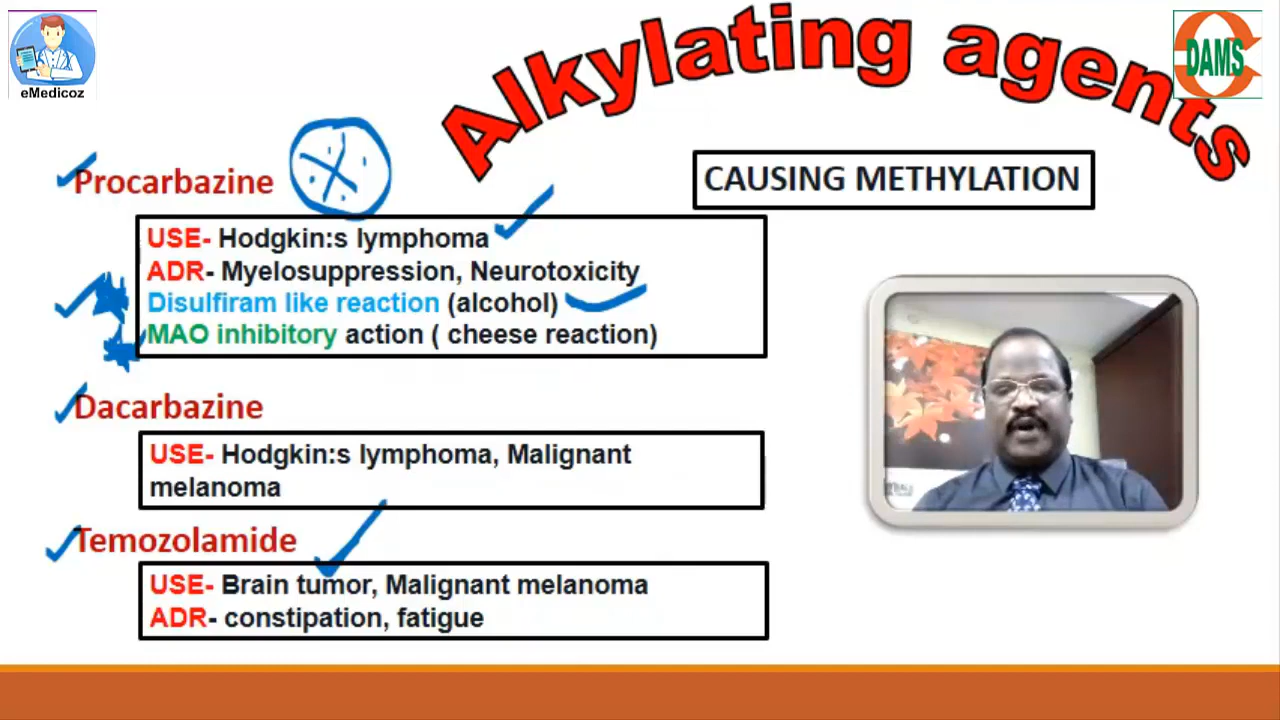 eMedicoz
Alkylating agents
DAMS
Procarbazine
CAUSING METHYLATION
USE- Hodgkin:s lymphoma
ADR- Myelosuppression, Neurotoxicity
Disulfiram like reaction (alcohol)
MAO inhibitory action ( cheese reaction)
Dacarbazine
USE- Hodgkin:s lymphoma, Malignant
melanoma
Temozolamide
USE- Brain tumor, Malignant melanoma
ADR- constipation, fatigue